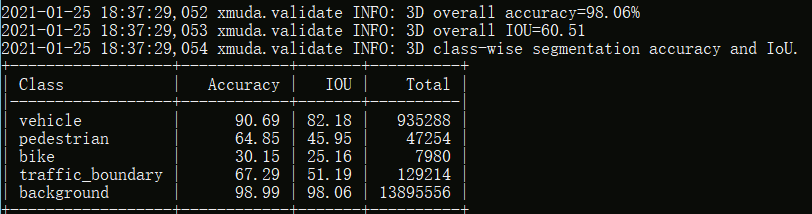 2021-01-25 18:37:29,052 xmuda.validate INFO: 3D overall accuracy=98.06%
2021-01-25 18:37:29,053 xmuda.validate INFO: 3D overall IOU=60.51
2021-01-25 18:37:29,054 xmuda.validate INFO: 3D class-wise segmentation accuracy and IoU.
+------------------+----------+-------+----------+
| Class            | Accuracy |   IOU |    Total |
|------------------+----------+-------+----------|
| vehicle          |    90.69 | 82.18 |   935288 |
| pedestrian       |    64.85 | 45.95 |    47254 |
| bike             |    30.15 | 25.16 |     7980 |
| traffic_boundary |    67.29 | 51.19 |   129214 |
| background       |    98.99 | 98.06 | 13895556 |
+------------------+----------+-------+----------+